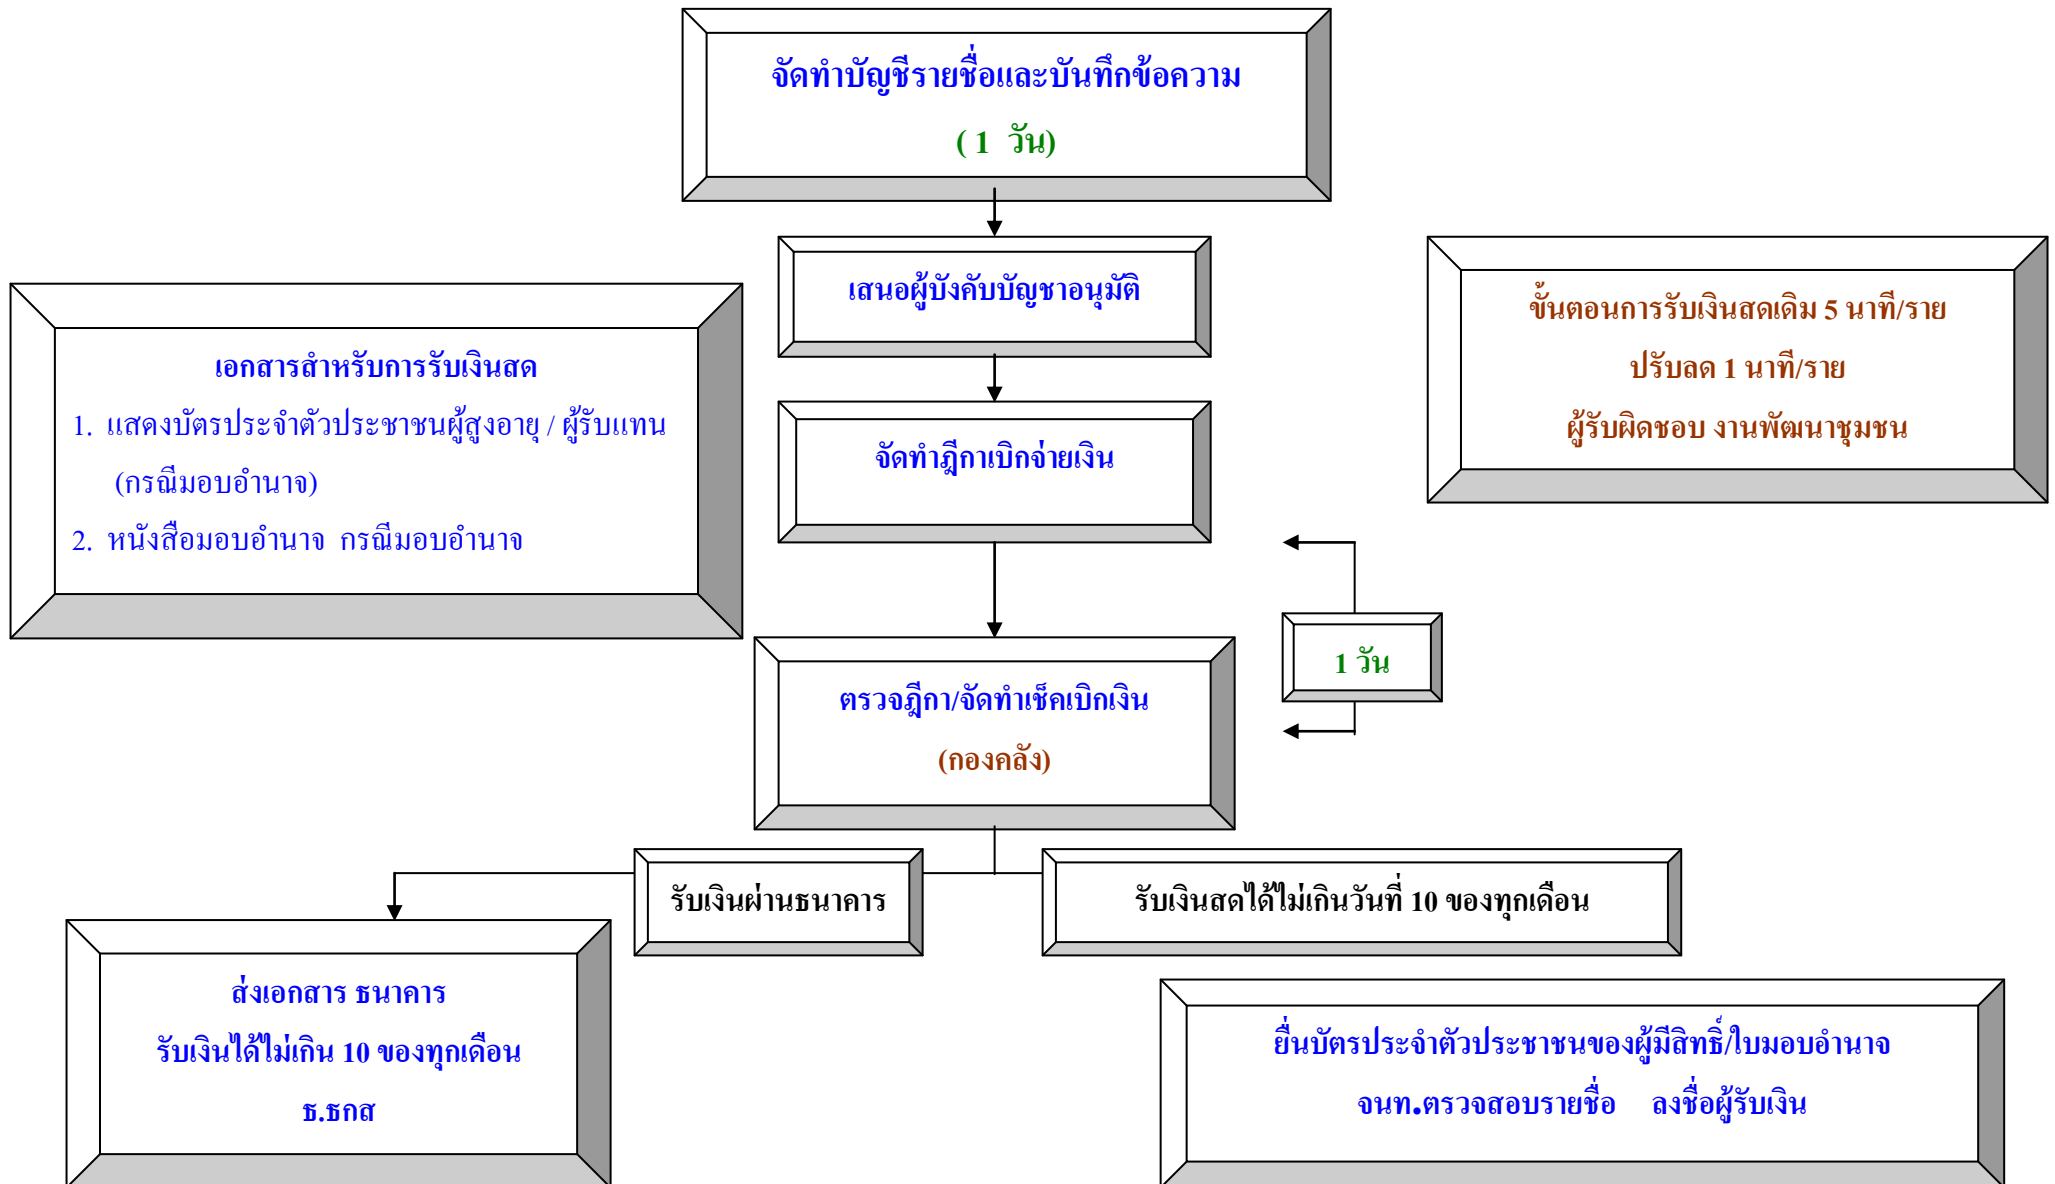 จัดทำบัญชีรายชื่อและบันทึกข้อความ
( 1 วัน)
เสนอผู้บังคับบัญชาอนุมัติ
ขั้นตอนการรับเงินสดเดิม 5 นาที/ราย
ปรับลด 1 นาที/ราย
ผู้รับผิดชอบ งานพัฒนาชุมชน
เอกสารสำหรับการรับเงินสด
1. แสดงบัตรประจำตัวประชาชนผู้สูงอายุ / ผู้รับแทน
(กรณีมอบอำนาจ)
2. หนังสือมอบอำนาจ กรณีมอบอำนาจ
จัดทำฎีกาเบิกจ่ายเงิน
1 วัน
ตรวจฎีกา/จัดทำเช็คเบิกเงิน
(กองคลัง)
รับเงินผ่านธนาคาร
รับเงินสดได้ไม่เกินวันที่ 10 ของทุกเดือน
ส่งเอกสาร ธนาคาร
รับเงินได้ไม่เกิน 10 ของทุกเดือน
ธ.ธกส
ยื่นบัตรประจำตัวประชาชนของผู้มีสิทธิ์/ใบมอบอำนาจ
จนท.ตรวจสอบรายชื่อ ลงชื่อผู้รับเงิน